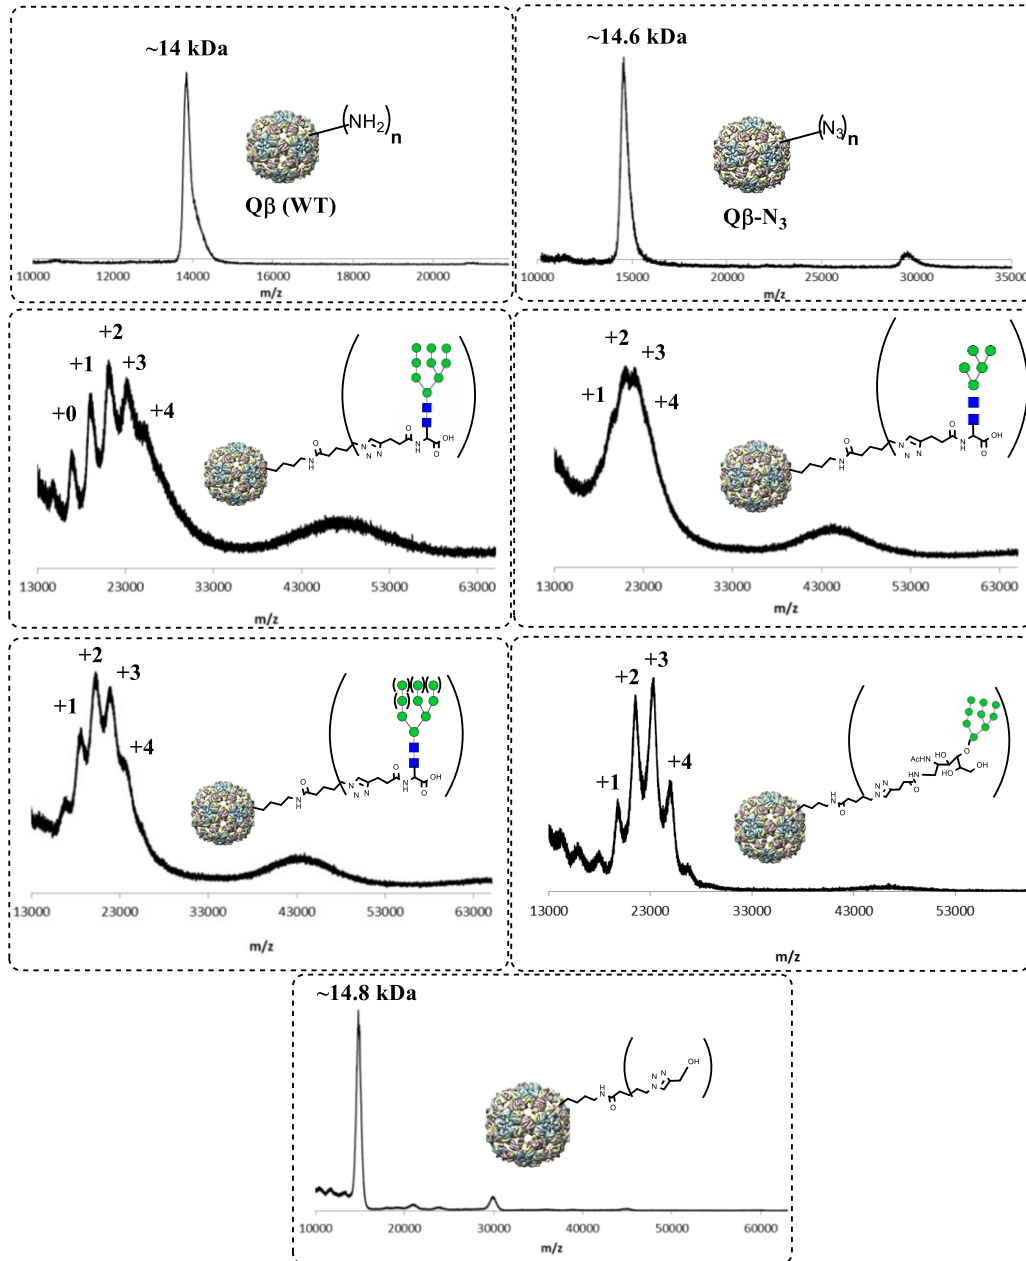 ~14 kDa
(NH2)n
Qβ (WT)
10000 12000 14000 16000 18000 20000
m/z
~14.6 kDa
(N3)n
Qβ-N3
10000 15000 20000 25000 30000 35000
m/z
+0 +1 +2 +3 +4
O
N
H
N
N
N
O
N
H
O
OH
13000 23000 33000 43000 53000 63000
m/z
+1 +2 +3 +4
O
N
H
N
N
N
O
N
H
O
OH
13000 23000 33000 43000 53000 63000
m/z
+1 +2 +3 +4
( ) ( ) ( )
( )
O
N
H
N
N
N
O
N
H
O
OH
13000 23000 33000 43000 53000 63000
m/z
+1 +2 +3 +4
O
AcHN HO
OH
HO OH
HN
O
H
N
O
N
N
N
13000 23000 33000 43000 53000
m/z
~14.8 kDa
H
N
O
N
N
N
OH
10000 20000 30000 40000 50000 60000
m/z